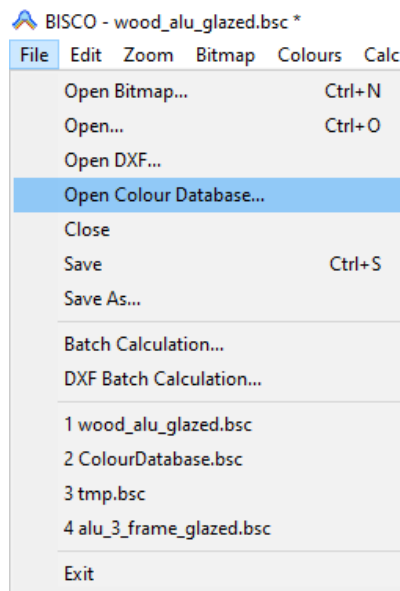 BISCO - wood_alu_glazed.bsc *
File Edit Zoom Bitmap Colours Calc
Open Bitmap... Ctrl+N
Open... Ctrl+O
Open DXF...
Open Colour Database...
Close
Save Ctrl+S
Save As...
Batch Calculation...
DXF Batch Calculation...
1 wood_alu_glazed.bsc
2 ColourDatabase.bsc
3 tmp.bsc
4 alu_3_frame_glazed.bsc
Exit